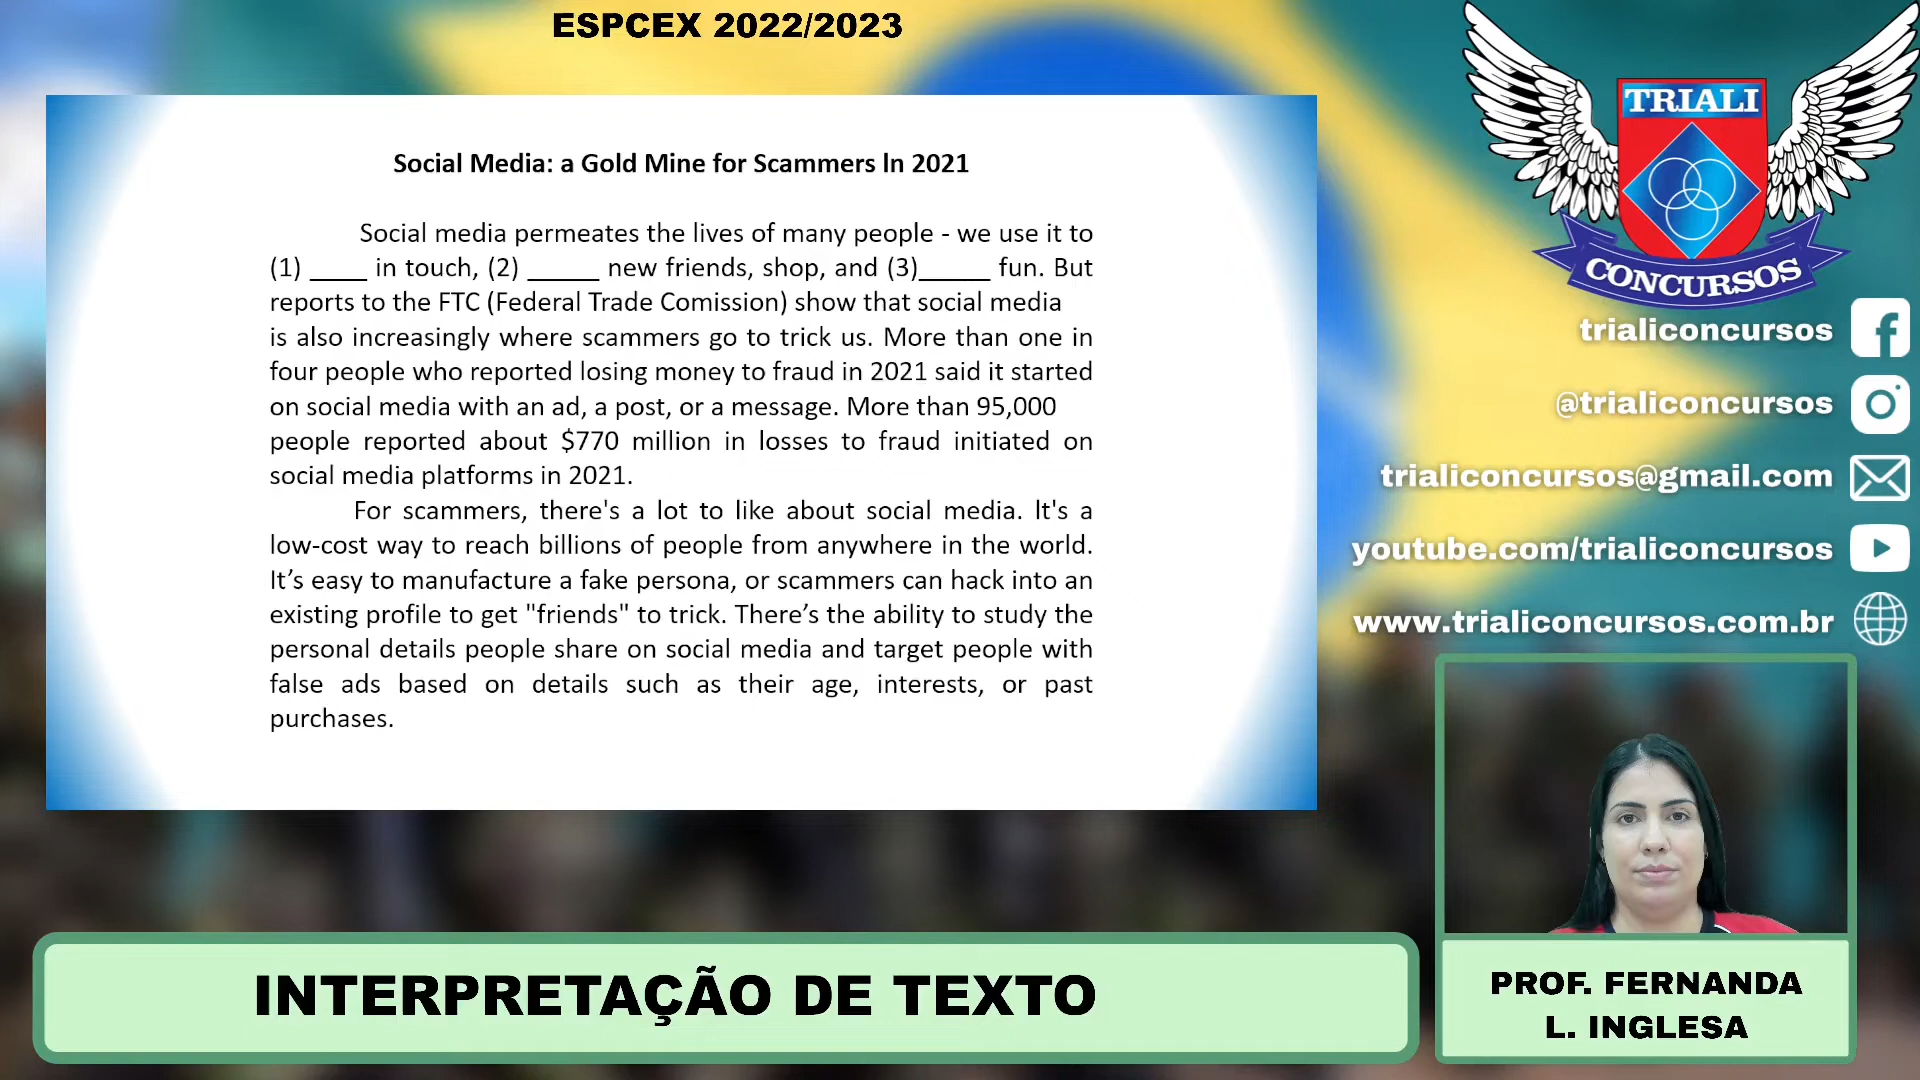 ESPCEX 2022/2023
Social Media: a Gold Mine for Scammers ln 2021
Social media permeates the lives of many people - we use it to
(1) ____ in touch, (2) _____ new friends, shop, and (3)_____ fun. But
reports to the FTC (Federal Trade Comission) show that social media
is also increasingly where scammers go to trick us. More than one in
four people who reported losing money to fraud in 2021 said it started
on social media with an ad, a post, or a message. More than 95,000
people reported about $770 million in losses to fraud initiated on
social media platforms in 2021.
For scammers, there's a lot to like about social media. lt's a
low-cost way to reach billions of people from anywhere in the world.
It’s easy to manufacture a fake persona, or scammers can hack into an
existing profile to get "friends" to trick. There’s the ability to study the
personal details people share on social media and target people with
false ads based on details such as their age, interests, or past
purchases.
TRIALI
CONCURSOS
trialiconcursos
@trialiconcursos
trialiconcursos@gmail.com
youtube.com/trialiconcursos
www.trialiconcursos.com.br
INTERPRETAÇÃO DE TEXTO
PROF. FERNANDA
L. INGLESA